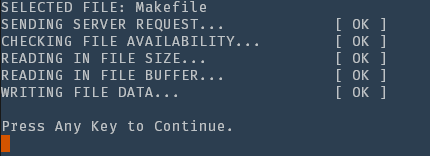 SELECTED FILE: Makefile
SENDING SERVER REQUEST... [ OK ]
CHECKING FILE AVAILABILITY... [ OK ]
READING IN FILE SIZE... [ OK ]
READING IN FILE BUFFER... [ OK ]
WRITING FILE DATA... [ OK ]
Press Any Key to Continue.